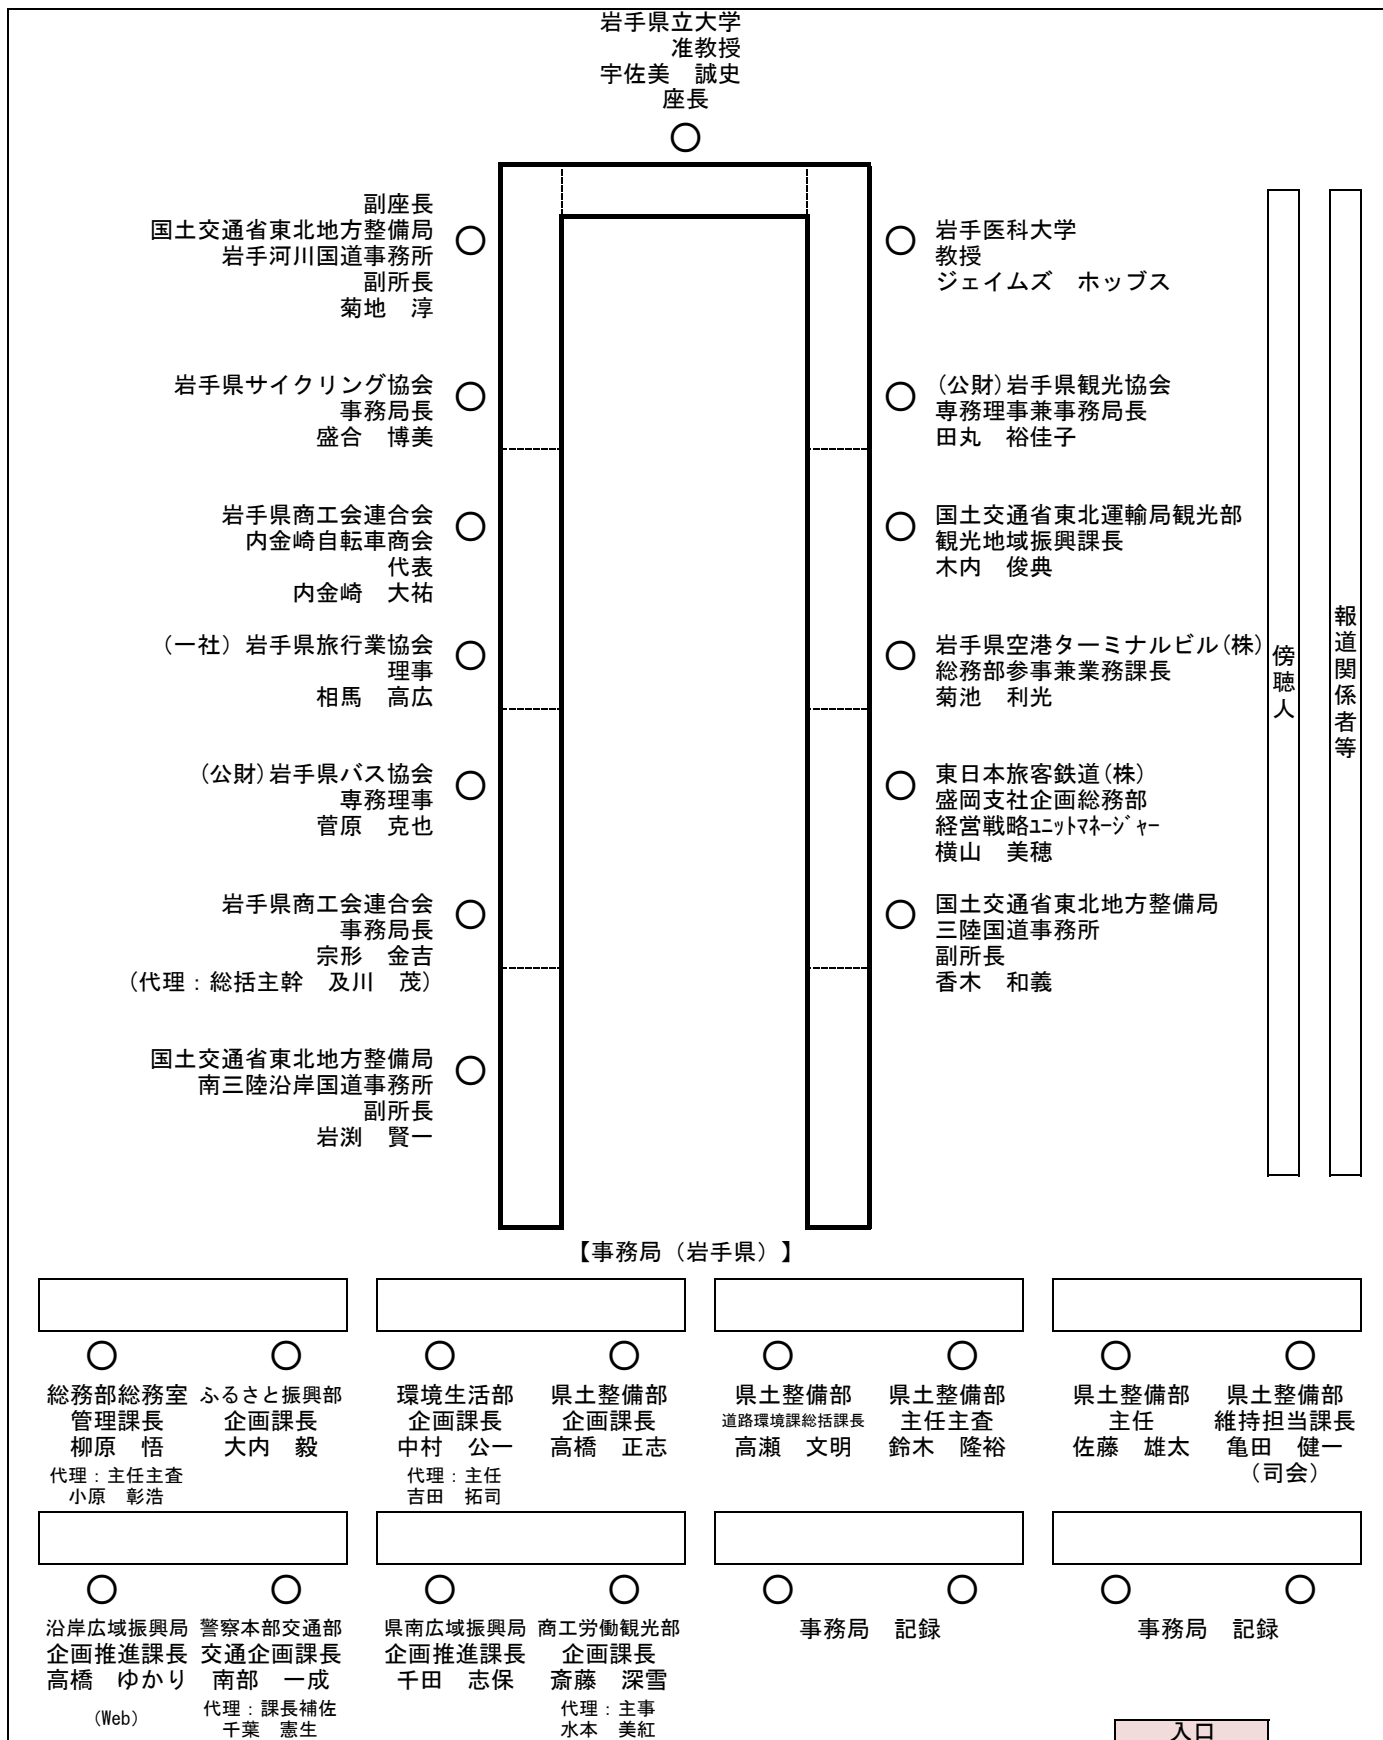 岩手県立大学
准教授
宇佐美　誠史
座長
副座長
国土交通省東北地方整備局
岩手河川国道事務所
副所長
菊地　淳
岩手県サイクリング協会
事務局長
盛合　博美
岩手県商工会連合会
内金崎自転車商会
代表
内金崎　大祐
（一社）岩手県旅行業協会
理事
相馬　高広
(公財)岩手県バス協会
専務理事
菅原　克也
岩手県商工会連合会
事務局長
宗形　金吉
(代理：総括主幹　及川　茂)
国土交通省東北地方整備局
南三陸沿岸国道事務所
副所長
岩渕　賢一
岩手医科大学
教授
ジェイムズ　ホッブス
(公財)岩手県観光協会
専務理事兼事務局長
田丸　裕佳子
国土交通省東北運輸局観光部
観光地域振興課長
木内　俊典
岩手県空港ターミナルビル(株)
総務部参事兼業務課長
菊池　利光
東日本旅客鉄道(株)
盛岡支社企画総務部
経営戦略ﾕﾆｯﾄﾏﾈｰｼﾞｬｰ
横山　美穂
国土交通省東北地方整備局
三陸国道事務所
副所長
香木　和義
傍聴人
報道関係者等
【事務局（岩手県）】
総務部総務室
管理課長
柳原　悟
代理：主任主査
小原　彰浩
ふるさと振興部
企画課長
大内　毅
環境生活部
企画課長
中村　公一
代理：主任
吉田　拓司
県土整備部
企画課長
高橋　正志
県土整備部
道路環境課総括課長
高瀬　文明
県土整備部
主任主査
鈴木　隆裕
県土整備部
主任
佐藤　雄太
県土整備部
維持担当課長
亀田　健一
（司会）
沿岸広域振興局
企画推進課長
高橋　ゆかり
(Web)
警察本部交通部
交通企画課長
南部　一成
代理：課長補佐
千葉　憲生
県南広域振興局
企画推進課長
千田　志保
商工労働観光部
企画課長
斎藤　深雪
代理：主事
水本　美紅
事務局　記録
事務局　記録
入口